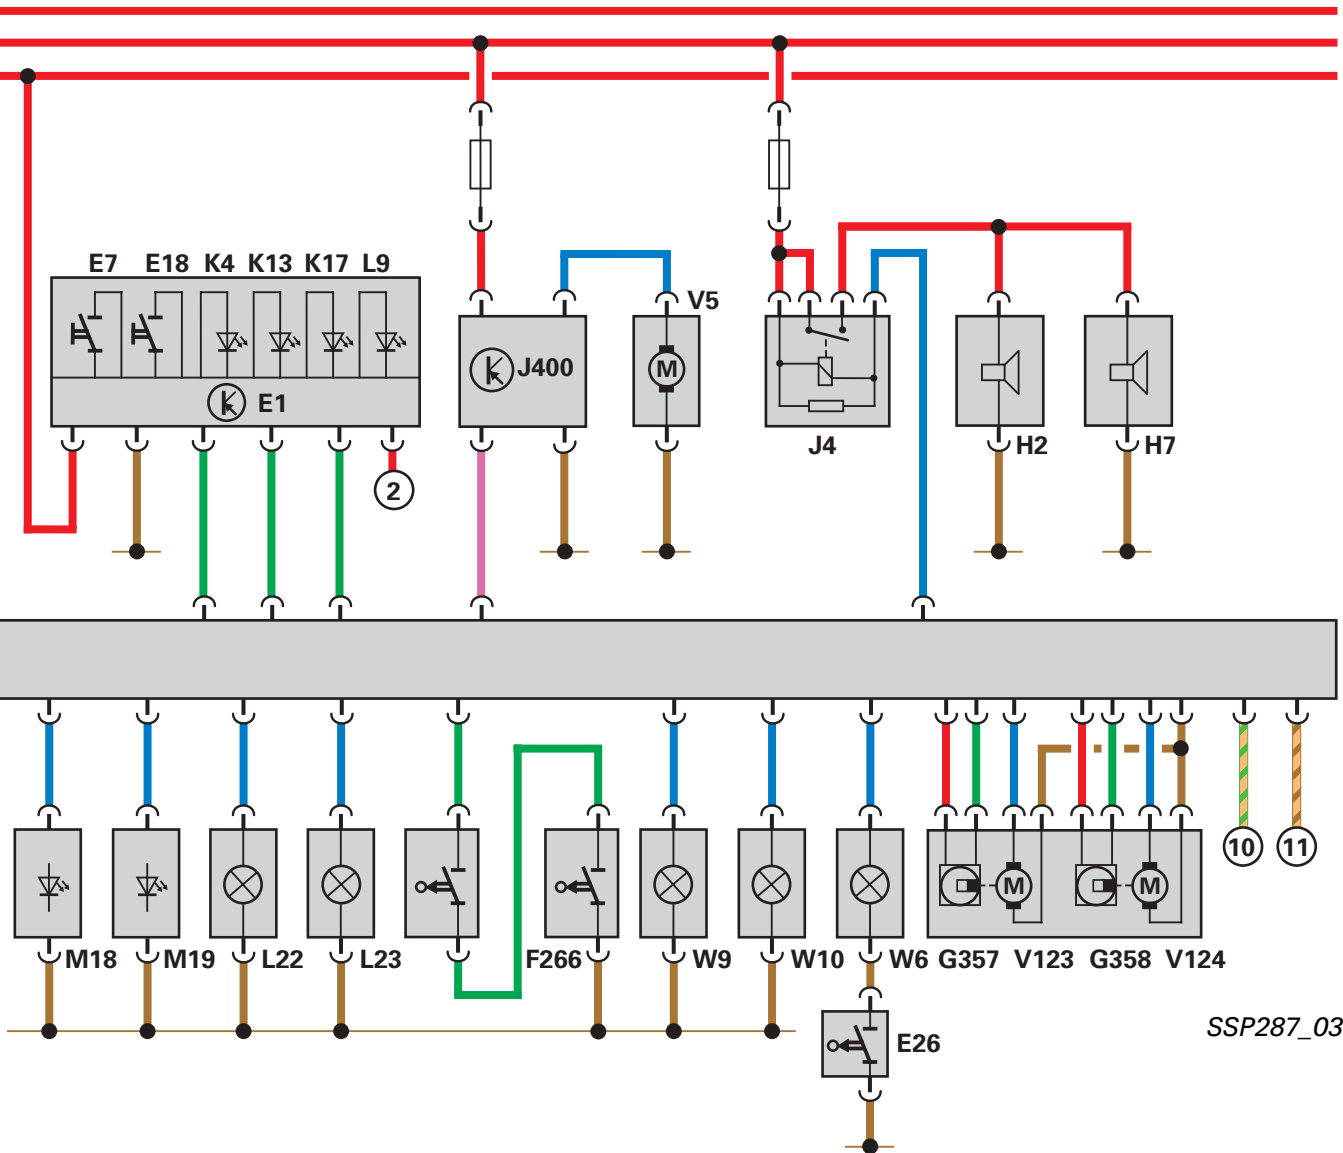 V5
E7 E18 K4 K13 K17 L9
J400
M
E1
J4
H2
H7
2
10
11
M
M
M18
M19
L22
L23
F266
W9
W10
W6
G357
V123
G358
V124
SSP287_03
E26